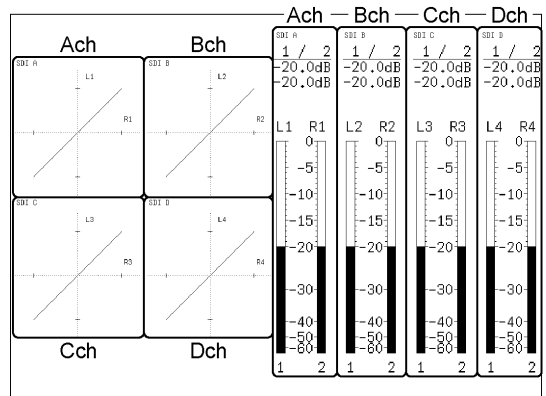 Ach Bch Cch Dch
Ach Bch
SDI A
L1
R1
SDI B
L2
R2
SDI C
L3
R3
SDI D
L4
R4
Cch Dch
SDI A
1 / 2
-20.0dB
-20.0dB
L1 R1
0
-5
-10
-15
-20
-30
-40
-50
-60
1 2
SDI B
1 / 2
-20.0dB
-20.0dB
L2 R2
0
-5
-10
-15
-20
-30
-40
-50
-60
1 2
SDI C
1 / 2
-20.0dB
-20.0dB
L3 R3
0
-5
-10
-15
-20
-30
-40
-50
-60
1 2
SDI D
1 / 2
-20.0dB
-20.0dB
L4 R4
0
-5
-10
-15
-20
-30
-40
-50
-60
1 2